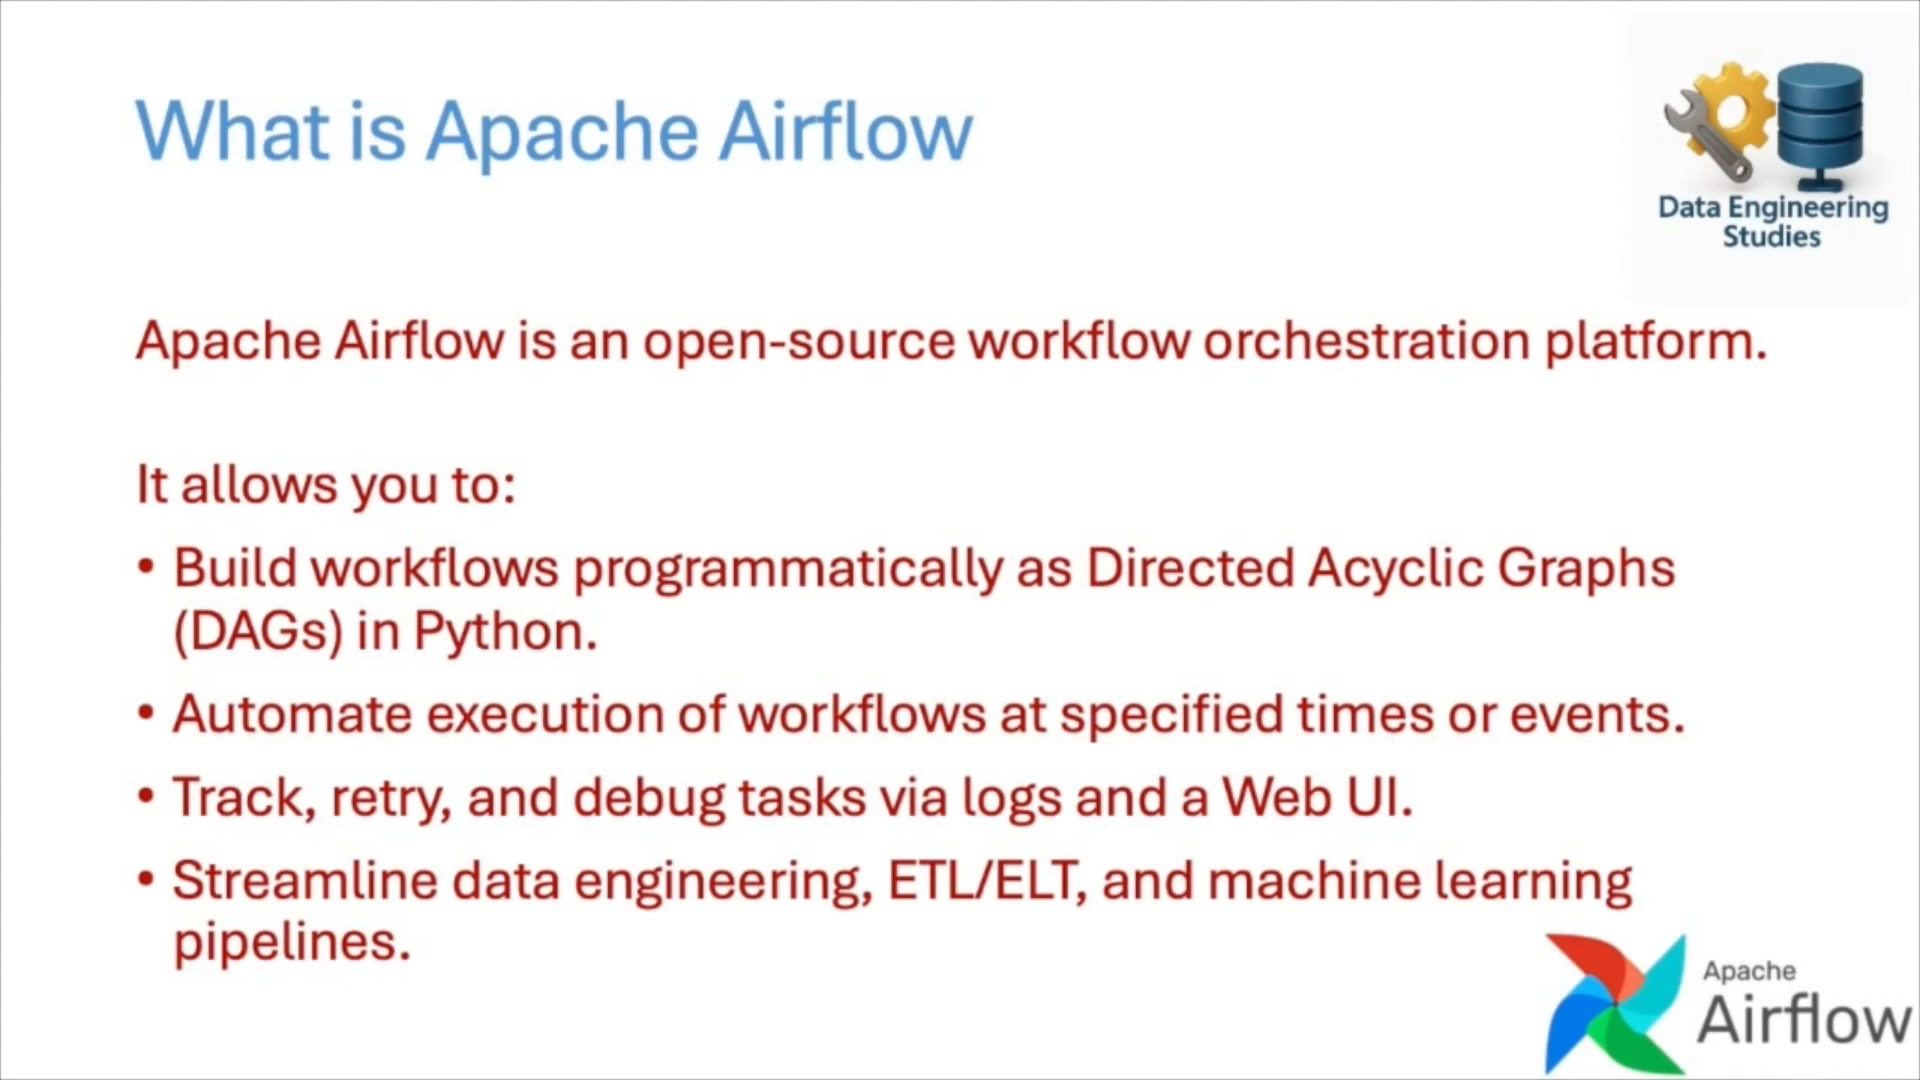 What is Apache Airflow
Data Engineering
Studies
Apache Airflow is an open-source workflow orchestration platform.
It allows you to:
• Build workflows programmatically as Directed Acyclic Graphs
(DAGs) in Python.
• Automate execution of workflows at specified times or events.
• Track, retry, and debug tasks via logs and a Web UI.
• Streamline data engineering, ETL/ELT, and machine learning
pipelines.
Apache
Airflow